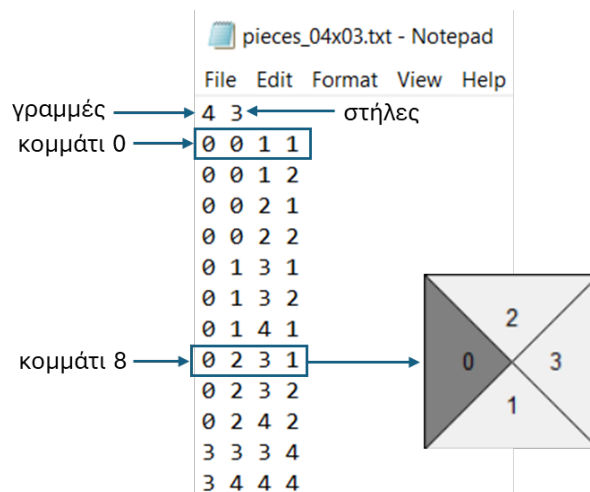 pieces_04x03.txt - Notepad
File Edit Format View Help
γραμμές 4 3 στήλες
κομμάτι 0 0 0 1 1
0 0 1 2
0 0 2 1
0 0 2 2
0 1 3 1
0 1 3 2
0 1 4 1
κομμάτι 8 0 2 3 1
0 2 3 2
0 2 4 2
3 3 3 4
3 4 4 4
2
0 3
1